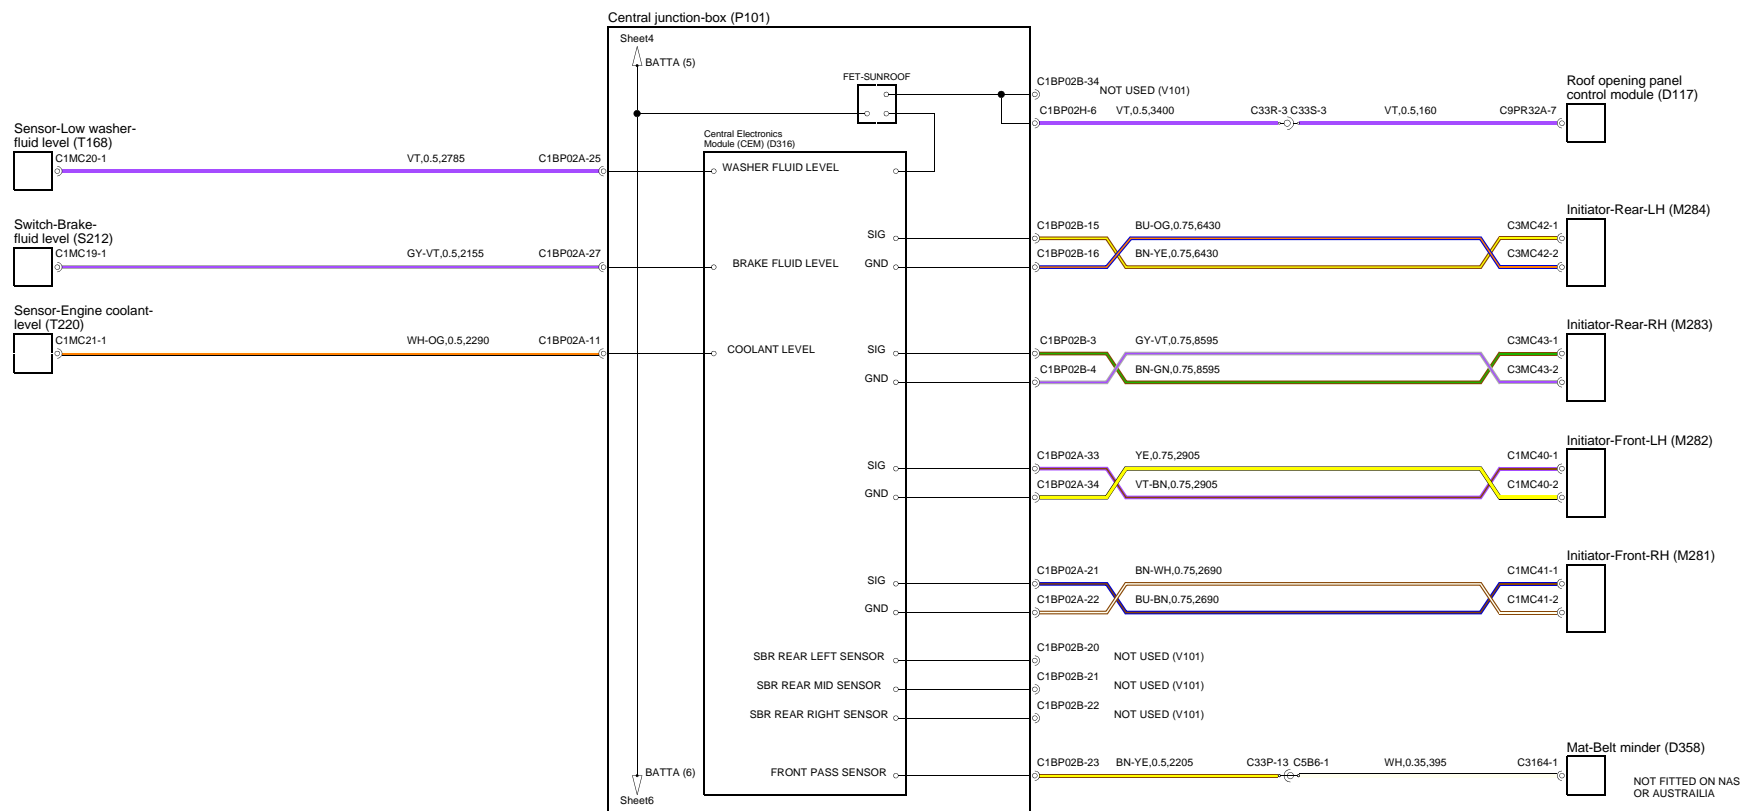 Central junction-box (P101)
Sheet4
BATTA (5)
FET-SUNROOF
C1BP02B-34
NOT USED (V101)
Roof opening panel
control module (D117)
C1BP02H-6
VT,0.5,3400
C33R-3 C33S-3
VT,0.5,160
C9PR32A-7
Sensor-Low washer-
fluid level (T168)
Central Electronics
Module (CEM) (D316)
C1MC20-1
VT,0.5,2785
C1BP02A-25
WASHER FLUID LEVEL
Switch-Brake-
fluid level (S212)
Initiator-Rear-LH (M284)
SIG
C1BP02B-15
BU-OG,0.75,6430
C3MC42-1
C1MC19-1
GY-VT,0.5,2155
C1BP02A-27
BRAKE FLUID LEVEL
GND
C1BP02B-16
BN-YE,0.75,6430
C3MC42-2
Sensor-Engine coolant-
level (T220)
Initiator-Rear-RH (M283)
C1MC21-1
WH-OG,0.5,2290
C1BP02A-11
COOLANT LEVEL
SIG
C1BP02B-3
GY-VT,0.75,8595
C3MC43-1
GND
C1BP02B-4
BN-GN,0.75,8595
C3MC43-2
Initiator-Front-LH (M282)
SIG
C1BP02A-33
YE,0.75,2905
C1MC40-1
GND
C1BP02A-34
VT-BN,0.75,2905
C1MC40-2
Initiator-Front-RH (M281)
SIG
C1BP02A-21
BN-WH,0.75,2690
C1MC41-1
GND
C1BP02A-22
BU-BN,0.75,2690
C1MC41-2
SBR REAR LEFT SENSOR
C1BP02B-20
NOT USED (V101)
SBR REAR MID SENSOR
C1BP02B-21
NOT USED (V101)
SBR REAR RIGHT SENSOR
C1BP02B-22
NOT USED (V101)
Mat-Belt minder (D358)
BATTA (6)
FRONT PASS SENSOR
C1BP02B-23
BN-YE,0.5,2205
C33P-13 C5B6-1
WH,0.35,395
C3164-1
NOT FITTED ON NAS
OR AUSTRAILIA
Sheet6